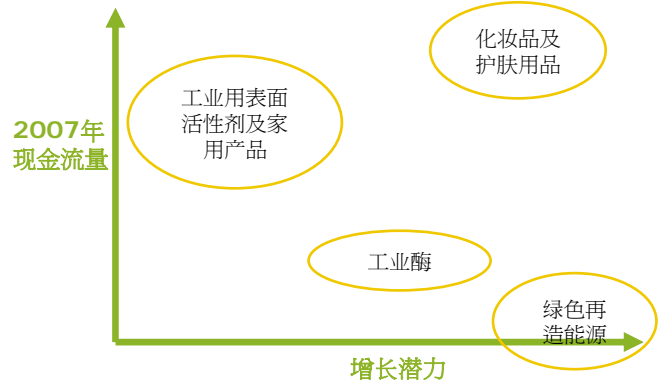 化妆品及
护肤用品
工业用表面
活性剂及家
用产品
2007年
现金流量
工业酶
绿色再
造能源
增长潜力